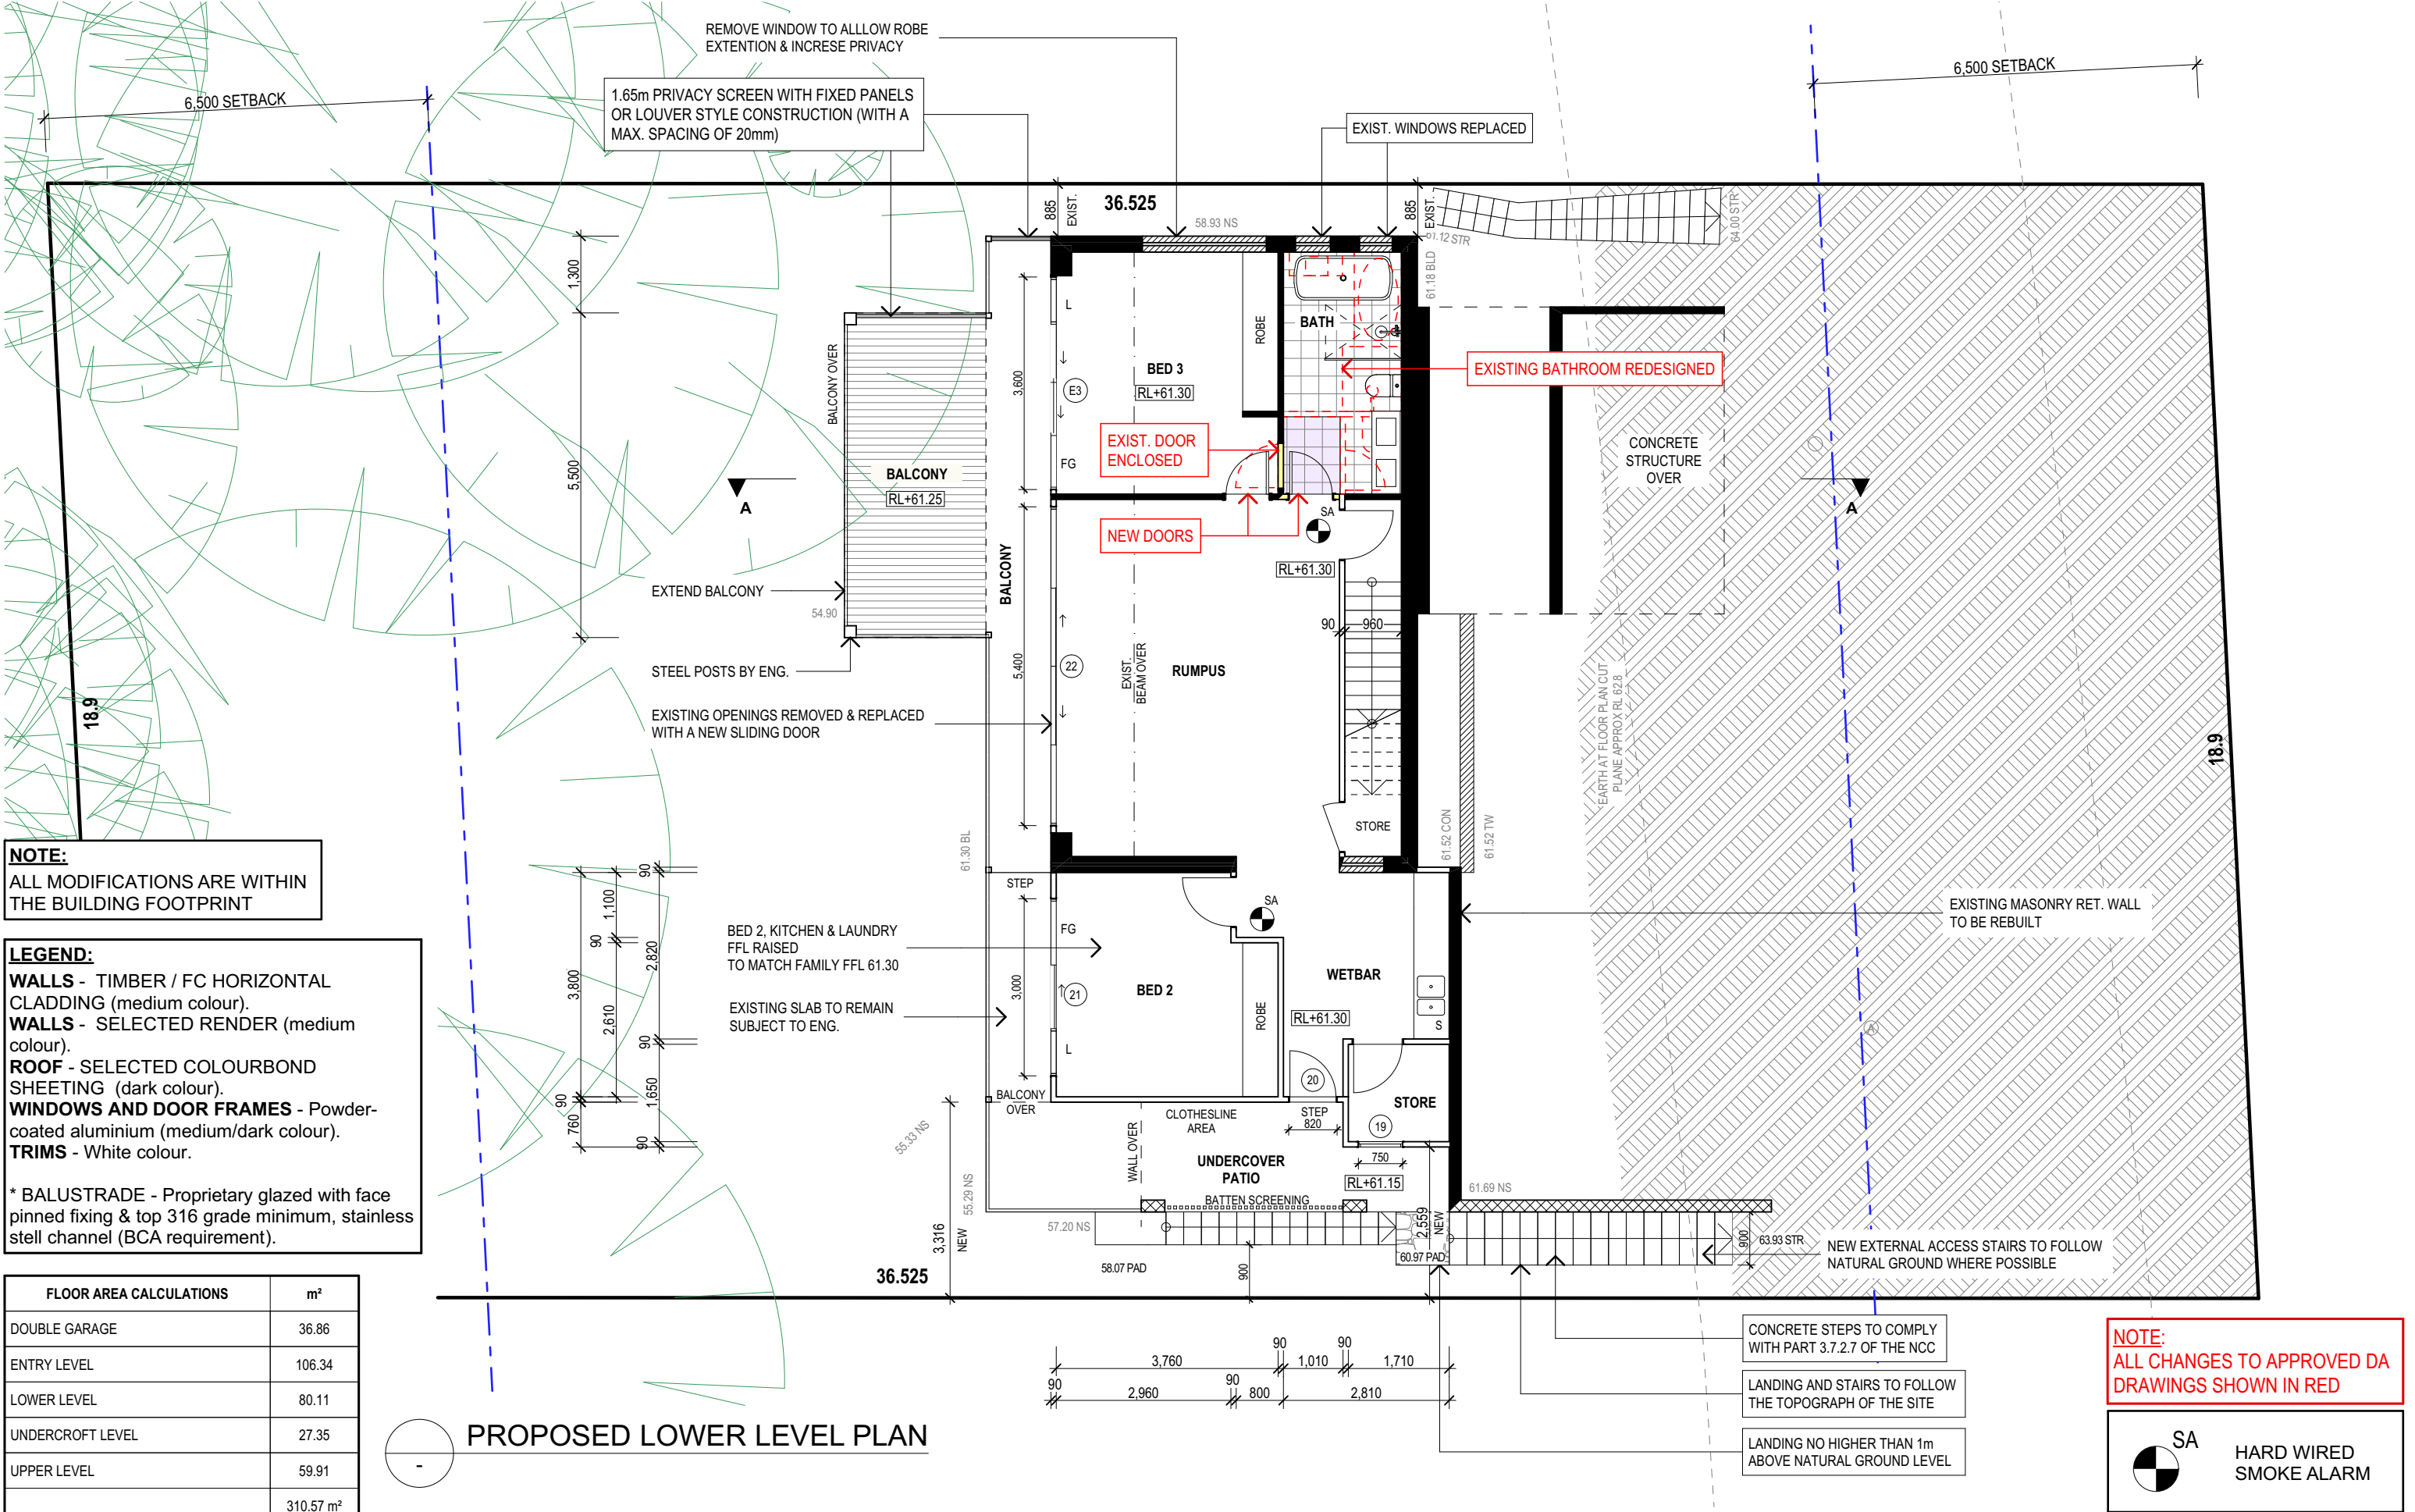 REMOVE WINDOW TO ALLLOW ROBE
EXTENTION & INCRESE PRIVACY
6,500 SETBACK
6,500 SETBACK
1.65m PRIVACY SCREEN WITH FIXED PANELS
OR LOUVER STYLE CONSTRUCTION (WITH A
MAX. SPACING OF 20mm)
EXIST. WINDOWS REPLACED
885
EXIST.
36.525
58.93 NS
885
EXIST.
61.12 STR
64.00 STR
61.18 BLD
1,300
5,500
BALCONY OVER
3,600
L
E3
FG
BED 3
RL+61.30
ROBE
BATH
EXISTING BATHROOM REDESIGNED
EXIST. DOOR
ENCLOSED
NEW DOORS
BALCONY
RL+61.25
A
CONCRETE
STRUCTURE
OVER
A
SA
RL+61.30
BALCONY
EXTEND BALCONY
54.90
90
960
STEEL POSTS BY ENG.
5,400
22
EXIST.
BEAM OVER
RUMPUS
EARTH AT FLOOR PLAN CUT
PLANE APPROX RL 62.8
18.9
18.9
EXISTING OPENINGS REMOVED & REPLACED
WITH A NEW SLIDING DOOR
STORE
61.30 BL
61.52 CON
61.52 TW
NOTE:
ALL MODIFICATIONS ARE WITHIN
THE BUILDING FOOTPRINT
90
1,100
90
3,800
2,820
2,610
90
90
1,650
760
90
STEP
SA
FG
BED 2, KITCHEN & LAUNDRY
FFL RAISED
TO MATCH FAMILY FFL 61.30
3,000
21
BED 2
ROBE
WETBAR
RL+61.30
S
L
EXISTING SLAB TO REMAIN
SUBJECT TO ENG.
EXISTING MASONRY RET. WALL
TO BE REBUILT
A
LEGEND:
WALLS - TIMBER / FC HORIZONTAL
CLADDING (medium colour).
WALLS - SELECTED RENDER (medium
colour).
ROOF - SELECTED COLOURBOND
SHEETING (dark colour).
WINDOWS AND DOOR FRAMES - Powder-
coated aluminium (medium/dark colour).
TRIMS - White colour.
* BALUSTRADE - Proprietary glazed with face
pinned fixing & top 316 grade minimum, stainless
stell channel (BCA requirement).
BALCONY
OVER
CLOTHESLINE
AREA
20
STEP
820
STORE
19
750
WALL OVER
UNDERCOVER
PATIO
RL+61.15
BATTEN SCREENING
55.33 NS
55.29 NS
57.20 NS
61.69 NS
3,316
NEW
2,559
NEW
60.97 PAD
58.07 PAD
900
900
63.93 STR
NEW EXTERNAL ACCESS STAIRS TO FOLLOW
NATURAL GROUND WHERE POSSIBLE
36.525
FLOOR AREA CALCULATIONS m²
DOUBLE GARAGE 36.86
ENTRY LEVEL 106.34
LOWER LEVEL 80.11
UNDERCROFT LEVEL 27.35
UPPER LEVEL 59.91
310.57 m²
3,760
90
1,010
90
1,710
90
2,960
90
800
2,810
CONCRETE STEPS TO COMPLY
WITH PART 3.7.2.7 OF THE NCC
LANDING AND STAIRS TO FOLLOW
THE TOPOGRAPH OF THE SITE
LANDING NO HIGHER THAN 1m
ABOVE NATURAL GROUND LEVEL
NOTE:
ALL CHANGES TO APPROVED DA
DRAWINGS SHOWN IN RED
SA
HARD WIRED
SMOKE ALARM
-
PROPOSED LOWER LEVEL PLAN